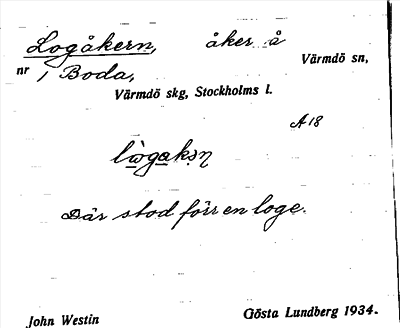 Logåkern, åker å
Värmdö sn,
nr 1 Boda,
Värmdö skg, Stockholms l.
A 18
Där stod förr en loge.
John Westin
Gösta Lundberg 1934.